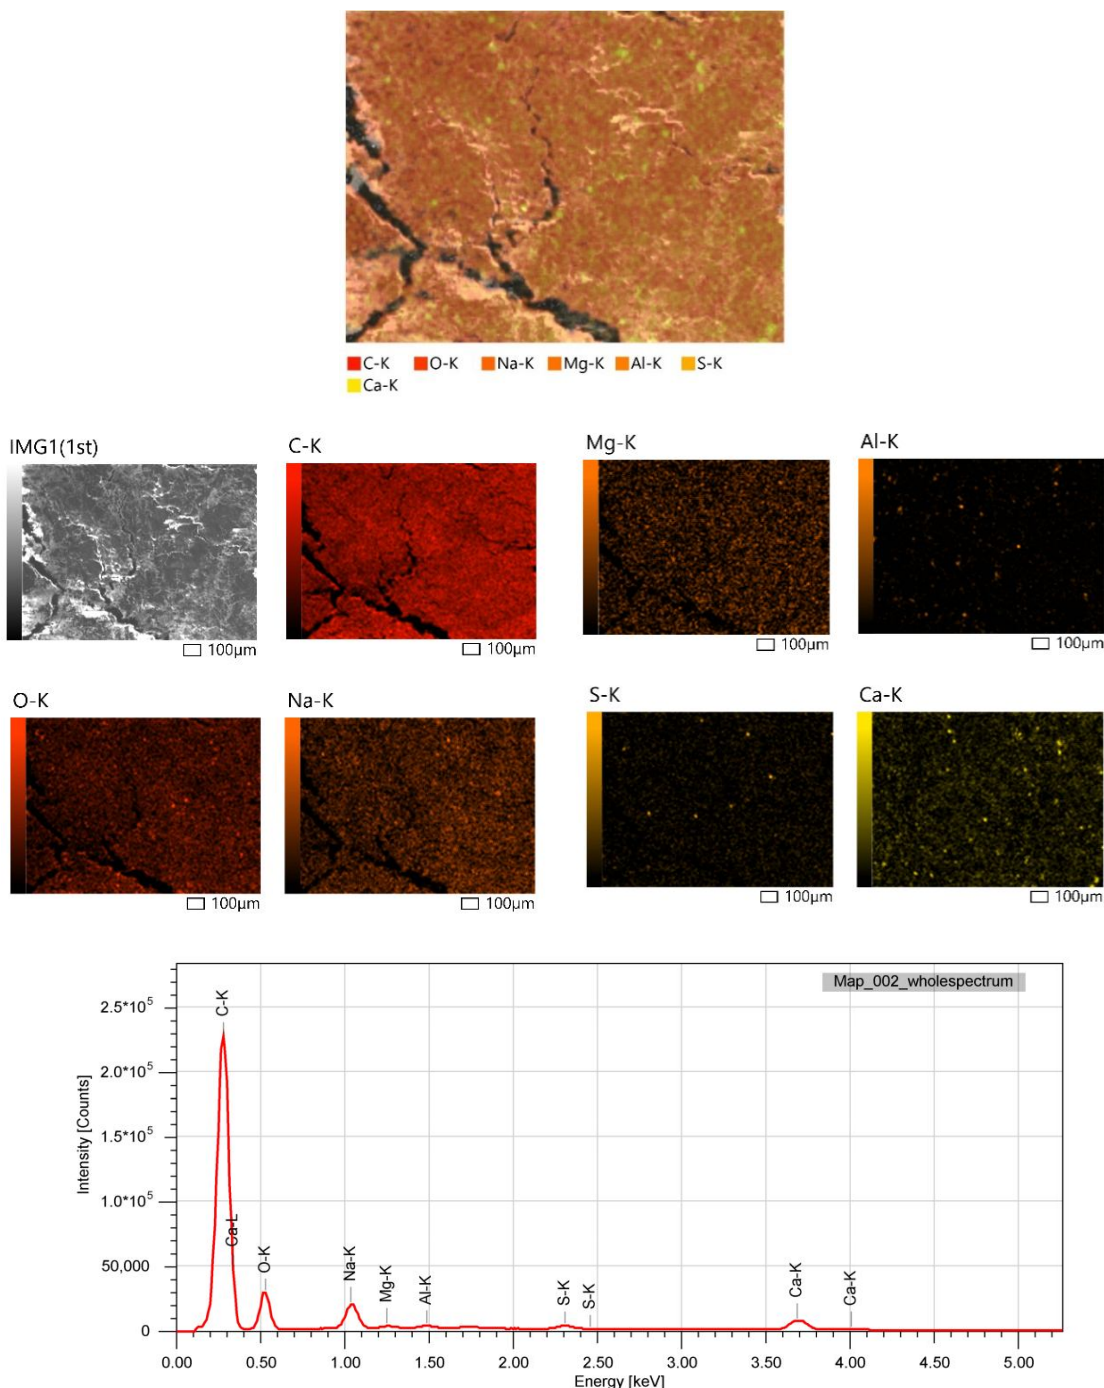 C-K O-K Na-K Mg-K Al-K S-K
Ca-K
IMG1(1st) C-K Mg-K Al-K
100µm 100µm 100µm 100µm
O-K Na-K S-K Ca-K
100µm 100µm 100µm 100µm
Map_002_wholespectrum
Intensity [Counts]
2.5*10^5
2.0*10^5
1.5*10^5
1.0*10^5
50,000
0
C-K
Ca-L
O-K
Na-K
Mg-K
Al-K
S-K
S-K
Ca-K
Ca-K
0.00 0.50 1.00 1.50 2.00 2.50 3.00 3.50 4.00 4.50 5.00
Energy [keV]